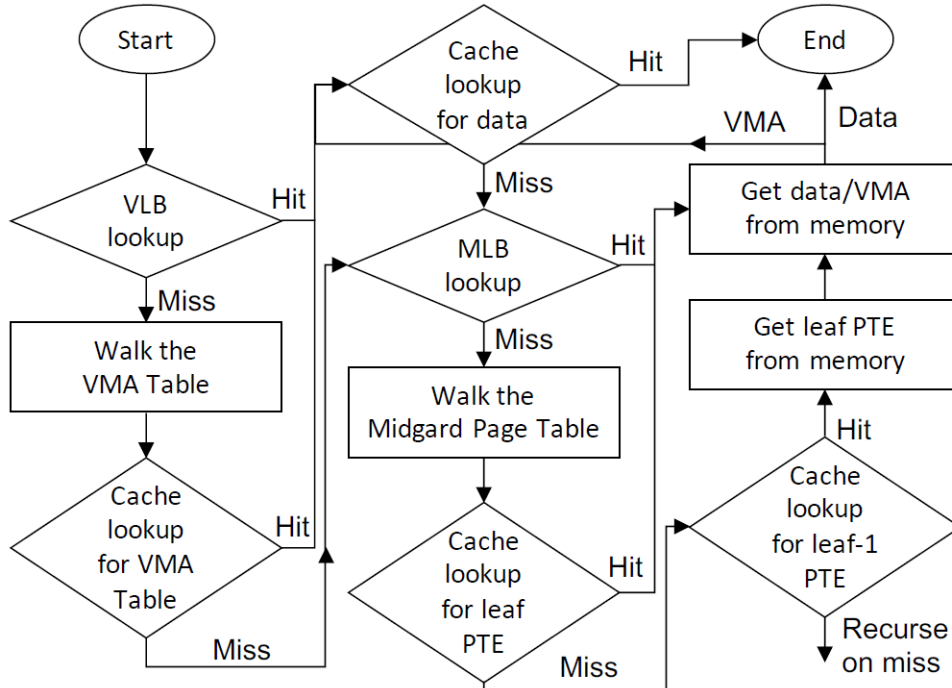 Start
VLB
lookup
Hit
Miss
Walk the
VMA Table
Cache
lookup
for VMA
Table
Hit
Miss
Cache
lookup
for data
Hit
Miss
MLB
lookup
Hit
Miss
Walk the
Midgard Page Table
Cache
lookup
for leaf
PTE
Hit
Miss
End
VMA
Data
Get data/VMA
from memory
Get leaf PTE
from memory
Hit
Cache
lookup
for leaf-1
PTE
Recurse
on miss